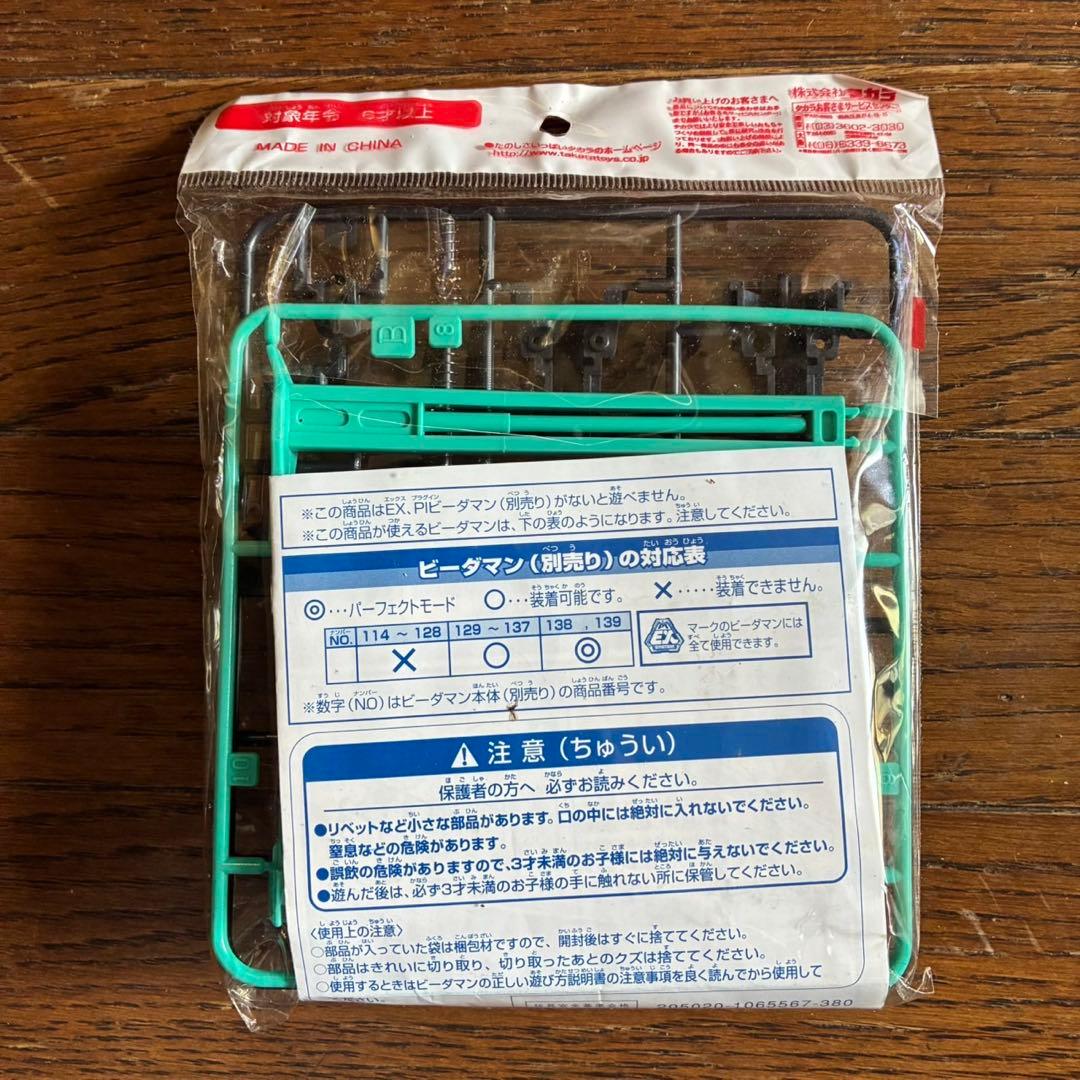 対象年令 6才以上
MADE IN CHINA
お買い上げのお客さまへ
●たのしさいっぱいタカラのホームページ
http://www.takaratoys.co.jp
株式会社タカラ
タカラお客さまサービスセンター
(03)3602-3030
(06)6339-6673
B
8
10
※この商品はEX、PIビーダマン(別売り)がないと遊べません。
※この商品が使えるビーダマンは、下の表のようになります。注意してください。
ビーダマン(別売り)の対応表
◎…パーフェクトモード ○…装着可能です。 ×……装着できません。
NO. 114～128 129～137 138，139
× ○ ◎
EX SYSTEM
マークのビーダマンには
全て使用できます。
※数字(NO)はビーダマン本体(別売り)の商品番号です。
注意(ちゅうい)
保護者の方へ 必ずお読みください。
●リベットなど小さな部品があります。口の中には絶対に入れないでください。
窒息などの危険があります。
●誤飲の危険がありますので、3才未満のお子様には絶対に与えないでください。
●遊んだ後は、必ず3才未満のお子様の手に触れない所に保管してください。
〈使用上の注意〉
○部品が入っていた袋は梱包材ですので、開封後はすぐに捨ててください。
○部品はきれいに切り取り、切り取ったあとのクズは捨ててください。
○使用するときはビーダマンの正しい遊び方説明書の注意事項を良く読んでから使用して
ください。
205020-1065567-380